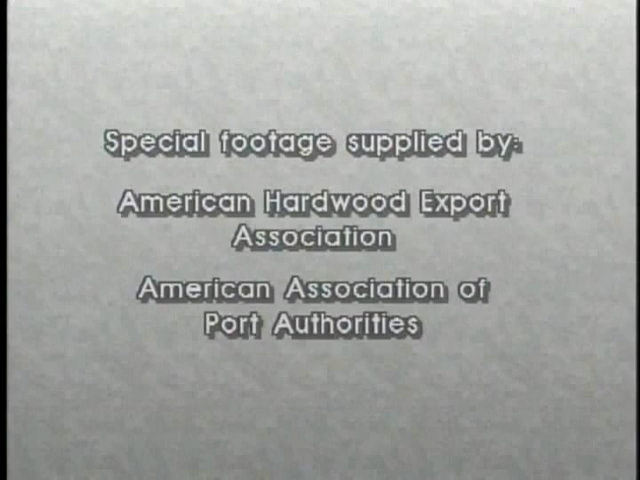 Special footage supplied by:
American Hardwood Export
Association
American Association of
Port Authorities